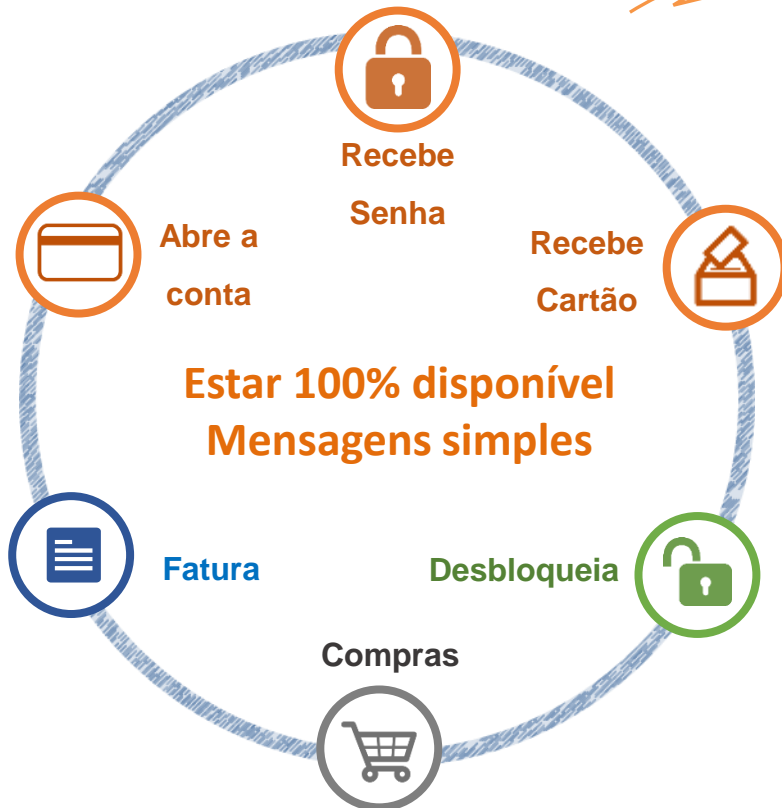 Recebe
Senha
Abre a
conta
Recebe
Cartão
Estar 100% disponível
Mensagens simples
Fatura
Desbloqueia
Compras